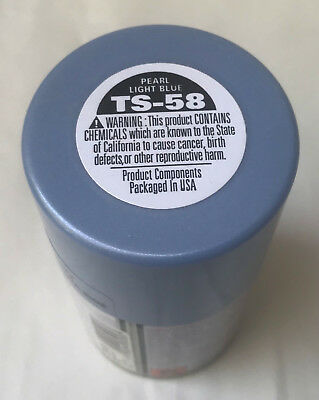 PEARL
LIGHT BLUE
TS-58
WARNING : This product CONTAINS
CHEMICALS which are known to the State
of California to cause cancer, birth
defects,or other reproductive harm.
Product Components
Packaged In USA